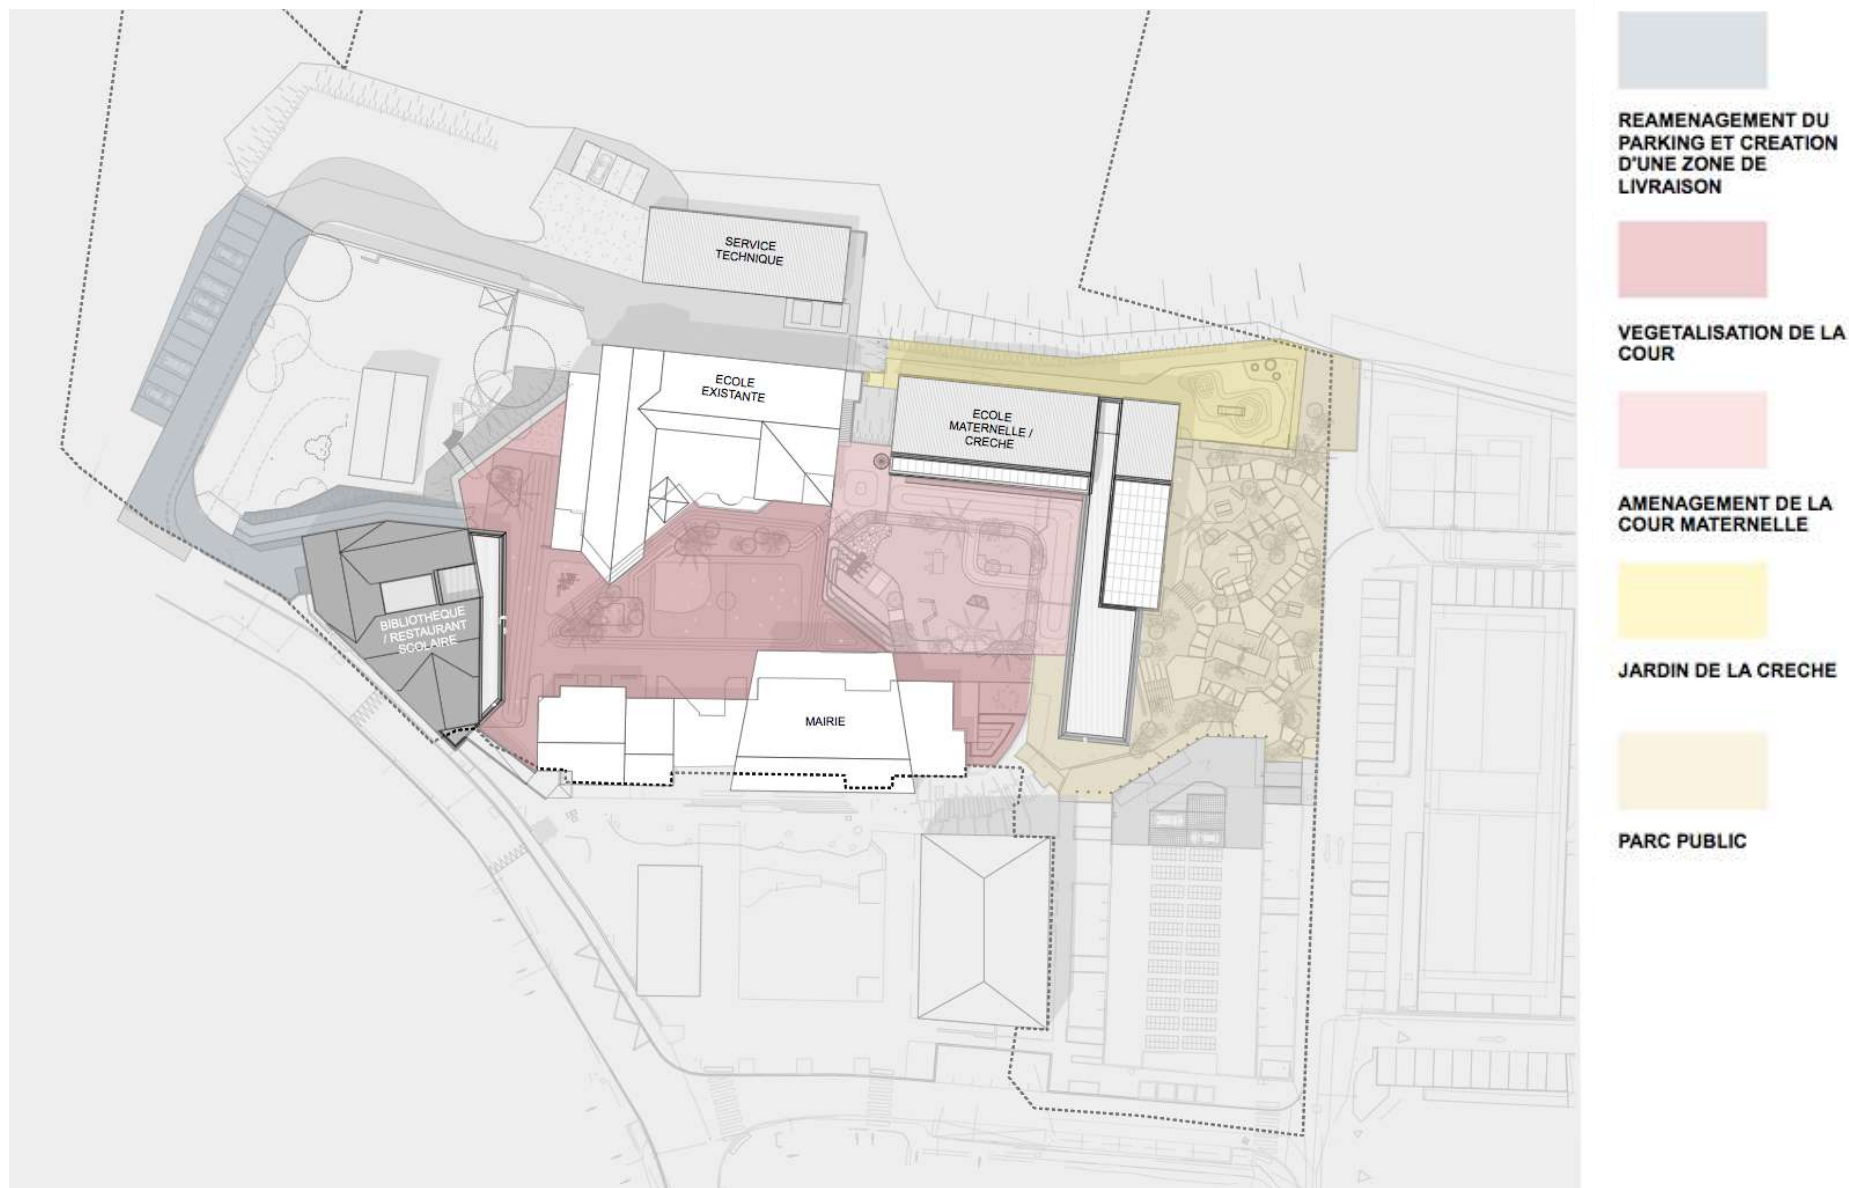 SERVICE
TECHNIQUE
ECOLE
EXISTANTE
ECOLE
MATERNELLE /
CRECHE
BIBLIOTHEQUE
/ RESTAURANT
SCOLAIRE
MAIRIE
REAMENAGEMENT DU
PARKING ET CREATION
D'UNE ZONE DE
LIVRAISON
VEGETALISATION DE LA
COUR
AMENAGEMENT DE LA
COUR MATERNELLE
JARDIN DE LA CRECHE
PARC PUBLIC